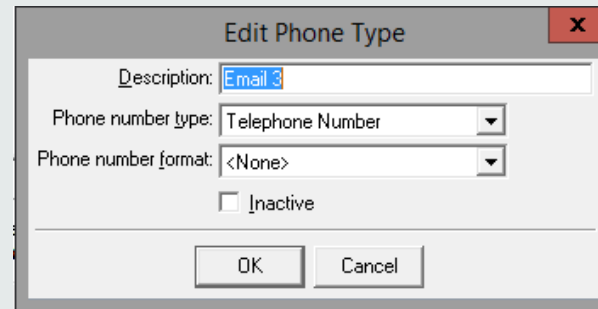 Edit Phone Type
x
Description: Email 3
Phone number type: Telephone Number
Phone number format: <None>
Inactive
OK Cancel